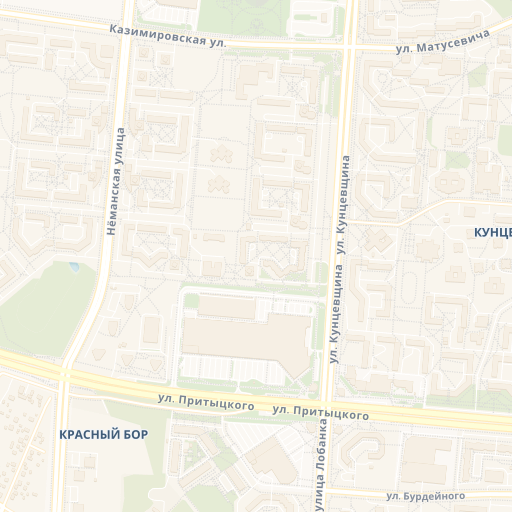 Казимировская ул.
ул. Матусевича
Нёманская улица
ул. Кунцевщина
КУНЦЕ
ул. Кунцевщина
ул. Притыцкого
ул. Притыцкого
КРАСНЫЙ БОР
улица Лобанка
ул. Бурдейного